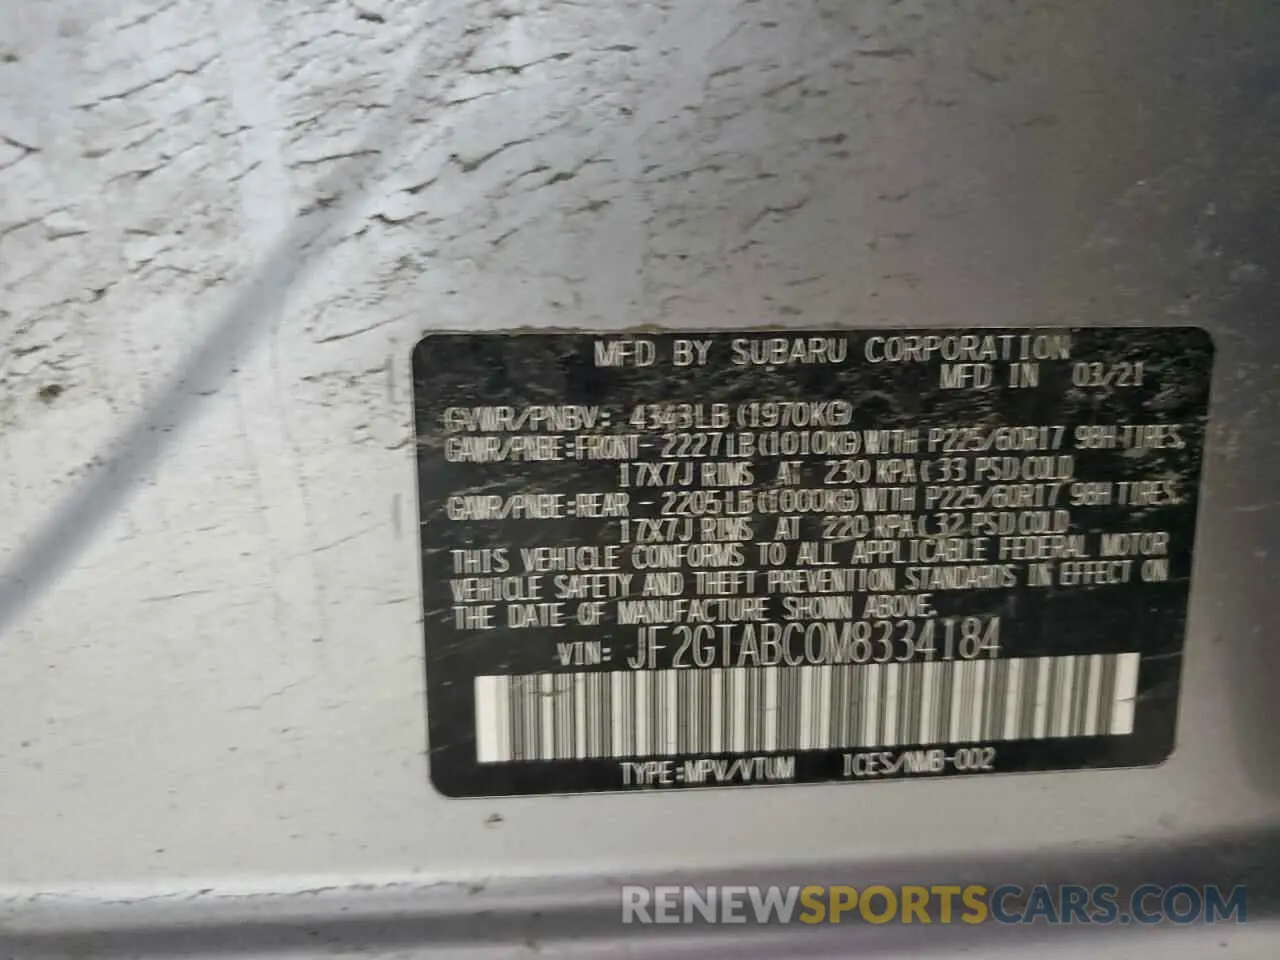 MFD BY SUBARU CORPORATION
MFD IN 03/21
GVWR/PNBV: 4343LB (1970KG)
GAWR/PNBE:FRONT-2227LB(1010KG)WITH P225/60R17 98H TIRES,
17X7J RIMS AT 230 KPA( 33 PSI)COLD
GAWR/PNBE:REAR -2205LB(1000KG)WITH P225/60R17 98H TIRES,
17X7J RIMS AT 220 KPA( 32 PSI)COLD
THIS VEHICLE CONFORMS TO ALL APPLICABLE FEDERAL MOTOR
VEHICLE SAFETY AND THEFT PREVENTION STANDARDS IN EFFECT ON
THE DATE OF MANUFACTURE SHOWN ABOVE.
VIN: JF2GTABC0M8334184
TYPE:MPV/VTUM ICES/NMB-002
RENEWSPORTSCARS.COM